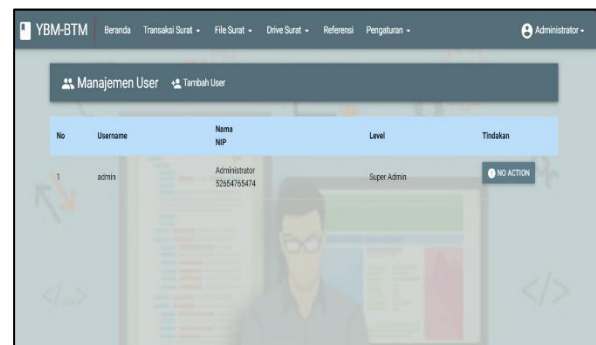 YBM-BTM Beranda Transaksi Surat File Surat Drive Surat Referensi Pengaturan Administrator
Manajemen User Tambah User
No Username Nama NIP Level Tindakan
1 admin Administrator 52654765474 Super Admin NO ACTION